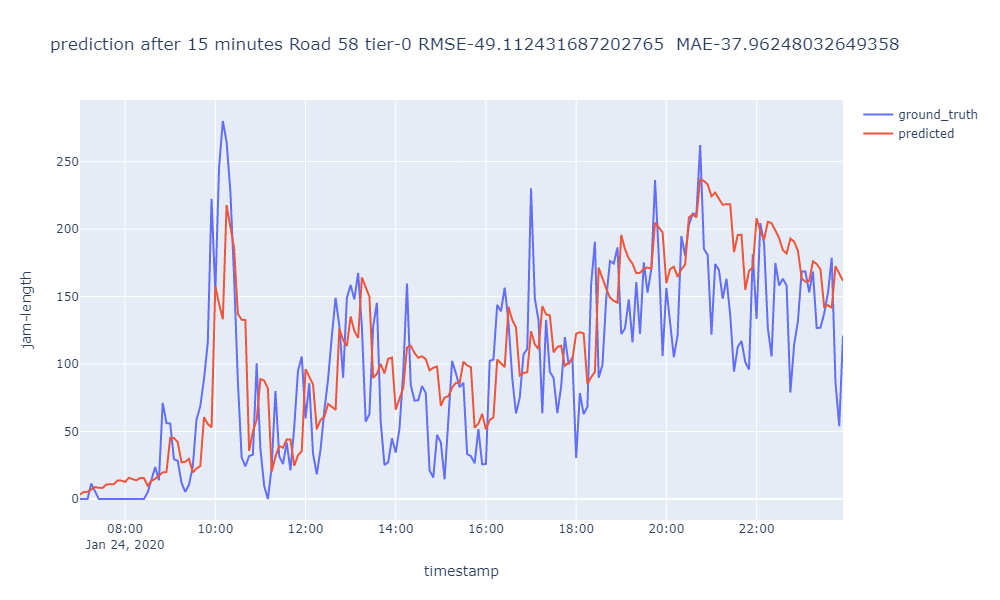 prediction after 15 minutes Road 58 tier-0 RMSE-49.112431687202765  MAE-37.96248032649358
ground_truth
predicted
250
200
150
100
50
0
jam-length
08:00 10:00 12:00 14:00 16:00 18:00 20:00 22:00
Jan 24, 2020
timestamp